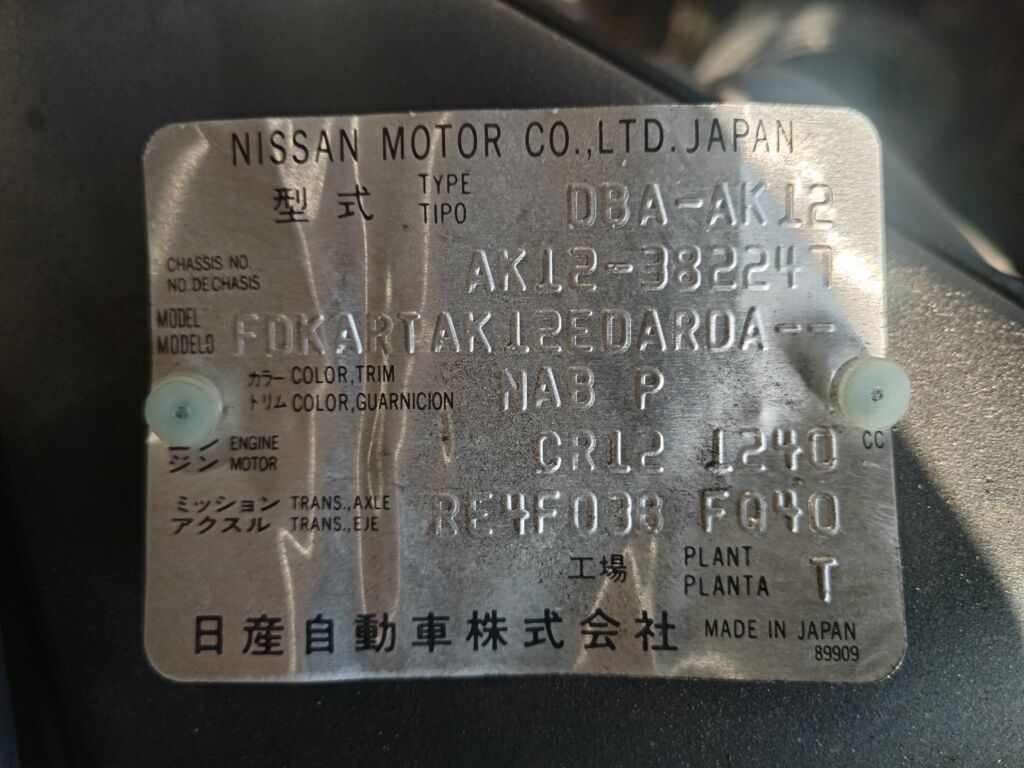 NISSAN MOTOR CO.,LTD. JAPAN
型式 TYPE DBA-AK12
TIPO
CHASSIS NO. AK12-382247
NO.DE CHASIS
MODEL FDKARTAK12EDARDA--
MODELO
カラー COLOR,TRIM NAB P
トリム COLOR,GUARNICION
ENGINE CR12 1240 CC
ジン MOTOR
ミッション TRANS.,AXLE RE4F03B FQ40
アクスル TRANS.,EJE
工場 PLANT T
PLANTA
日産自動車株式会社 MADE IN JAPAN
89909